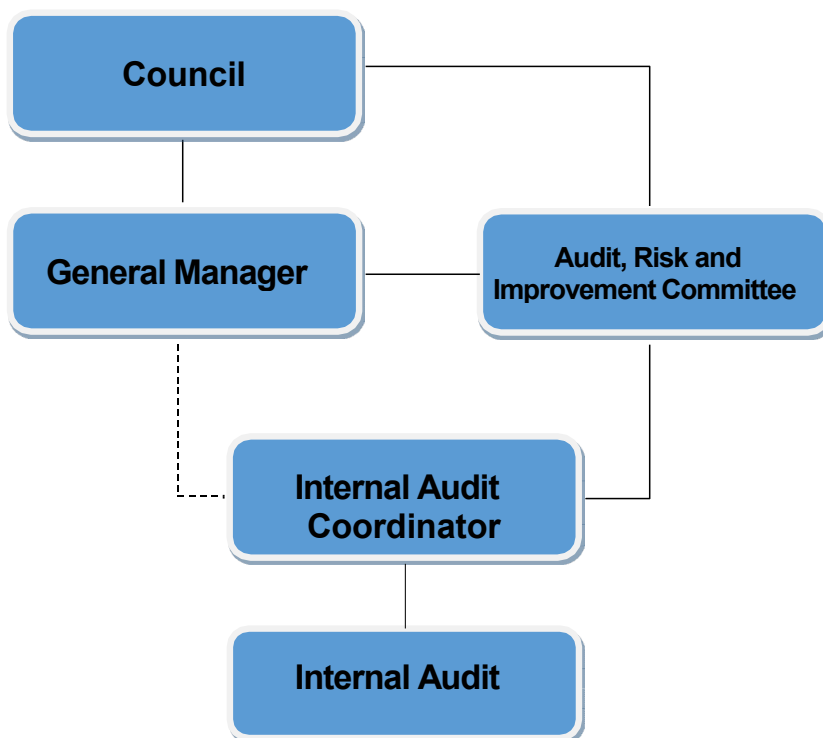 Council
General Manager
Audit, Risk and
Improvement Committee
Internal Audit
Coordinator
Internal Audit